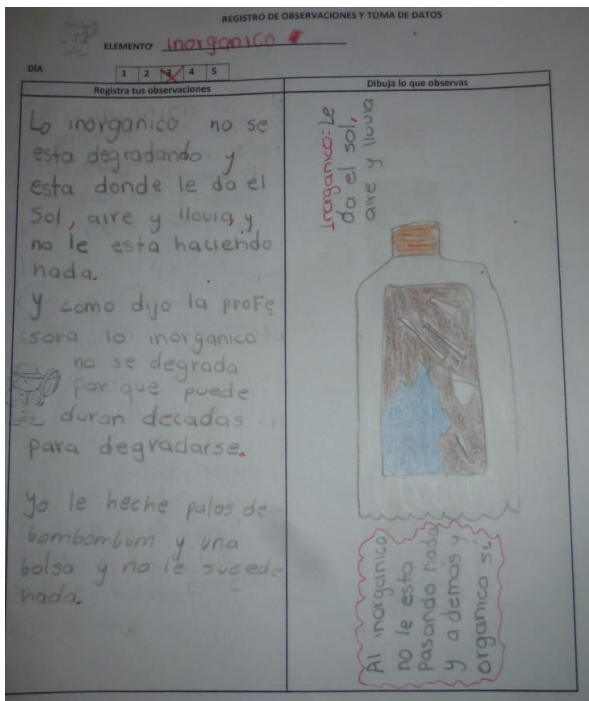 REGISTRO DE OBSERVACIONES Y TOMA DE DATOS
ELEMENTO Inorganico
DÍA
1 2 3 4 5
Registra tus observaciones
Lo inorganico no se
esta degradando y
esta donde le da el
Sol, aire y lluvia, y
no le esta haciendo
nada.
Y como dijo la profe
sora lo inorganico
no se degrada
por que puede
duran decadas
para degradarse.
Yo le heche palos de
bombombum y una
bolsa y no le sucede
nada.
Dibuja lo que observas
Inorganico: Le
da el sol,
aire y lluvia
Al inorganico
no le esta
pasando nada
y a demas y
organico si.